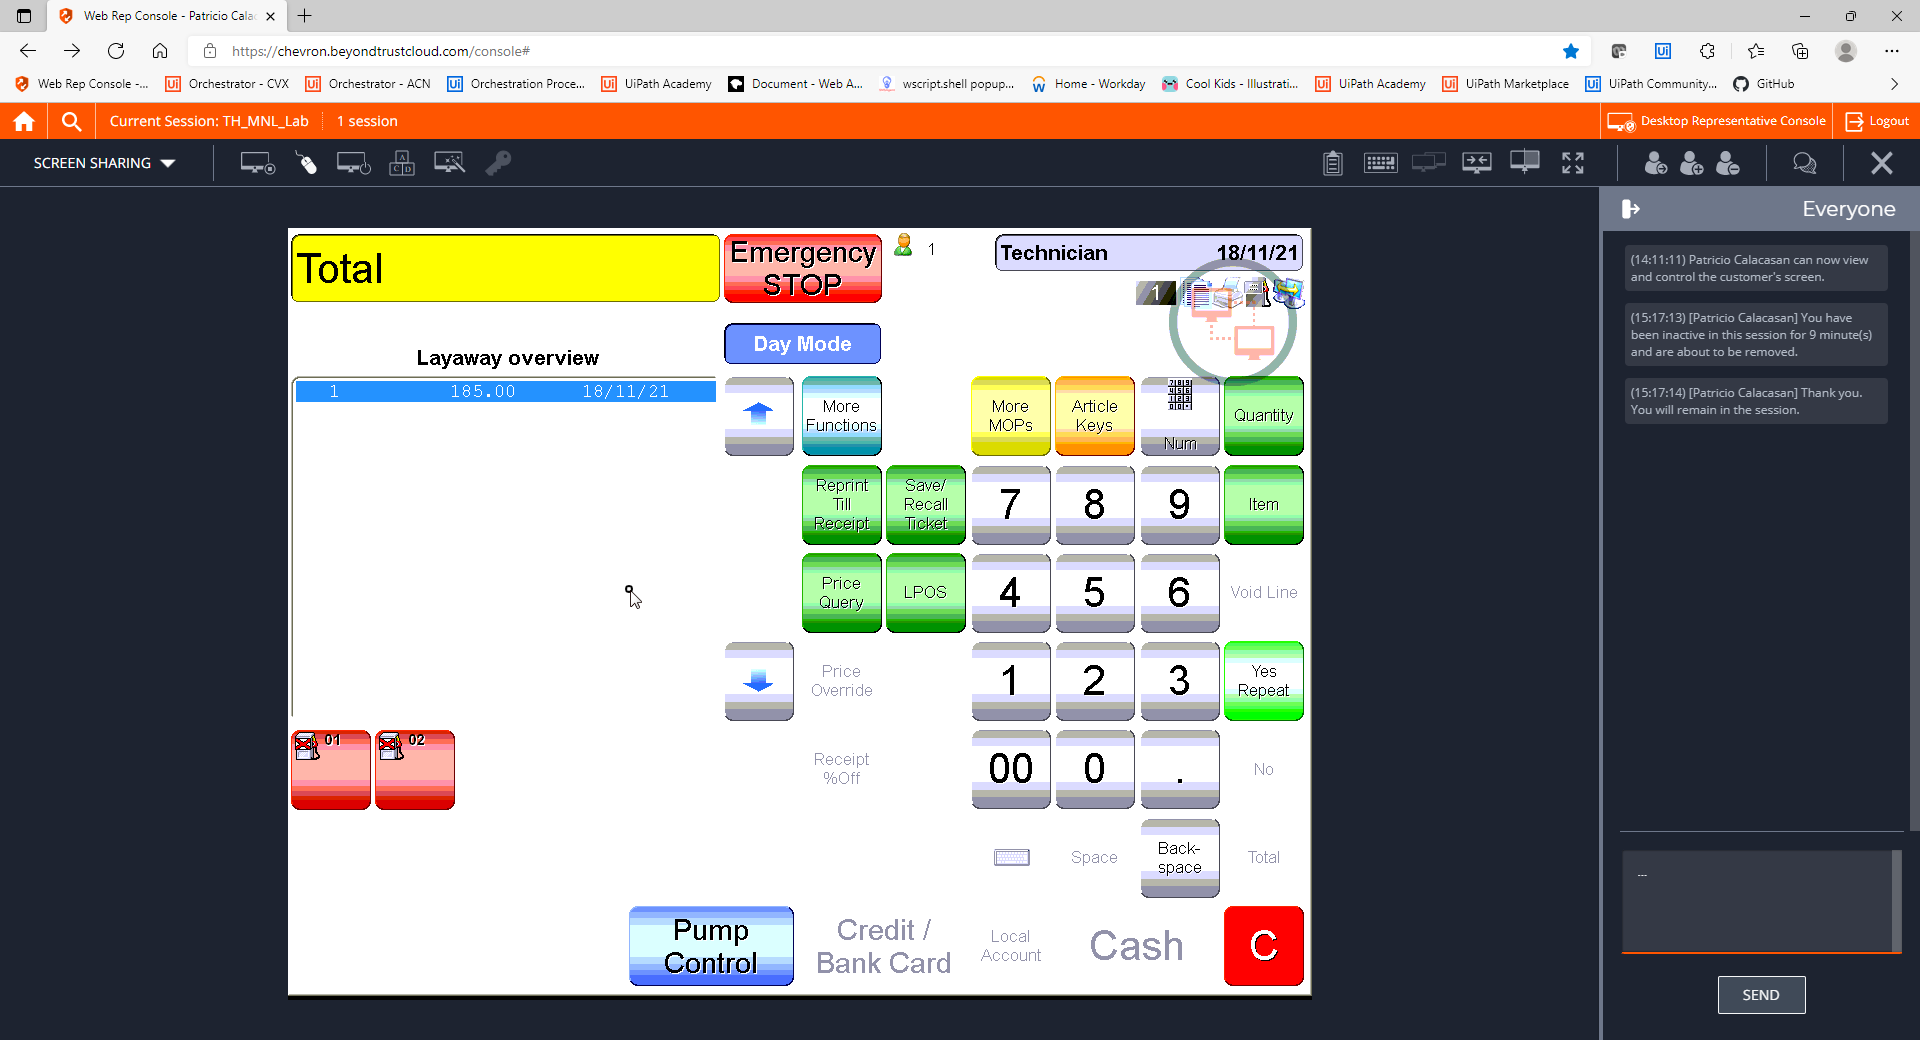 Web Rep Console - Patricio Cala
https://chevron.beyondtrustcloud.com/console#
Web Rep Console -...
Orchestrator - CVX
Orchestrator - ACN
Orchestration Proce...
UiPath Academy
Document - Web A...
wscript.shell popup...
Home - Workday
Cool Kids - Illustrati...
UiPath Academy
UiPath Marketplace
UiPath Community...
GitHub
Current Session: TH_MNL_Lab
1 session
Desktop Representative Console
Logout
SCREEN SHARING
Everyone
(14:11:11) Patricio Calacasan can now view
and control the customer's screen.
(15:17:13) [Patricio Calacasan] You have
been inactive in this session for 9 minute(s)
and are about to be removed.
(15:17:14) [Patricio Calacasan] Thank you.
You will remain in the session.
SEND
Total
Emergency
STOP
1
Technician 18/11/21
1
Day Mode
Layaway overview
1 185.00 18/11/21
More
Functions
More
MOPs
Article
Keys
Num
Quantity
Reprint
Till
Receipt
Save/
Recall
Ticket
7
8
9
Item
Price
Query
LPOS
4
5
6
Void Line
Price
Override
1
2
3
Yes
Repeat
01
02
Receipt
%Off
00
0
.
No
Space
Back-
space
Total
Pump
Control
Credit /
Bank Card
Local
Account
Cash
C